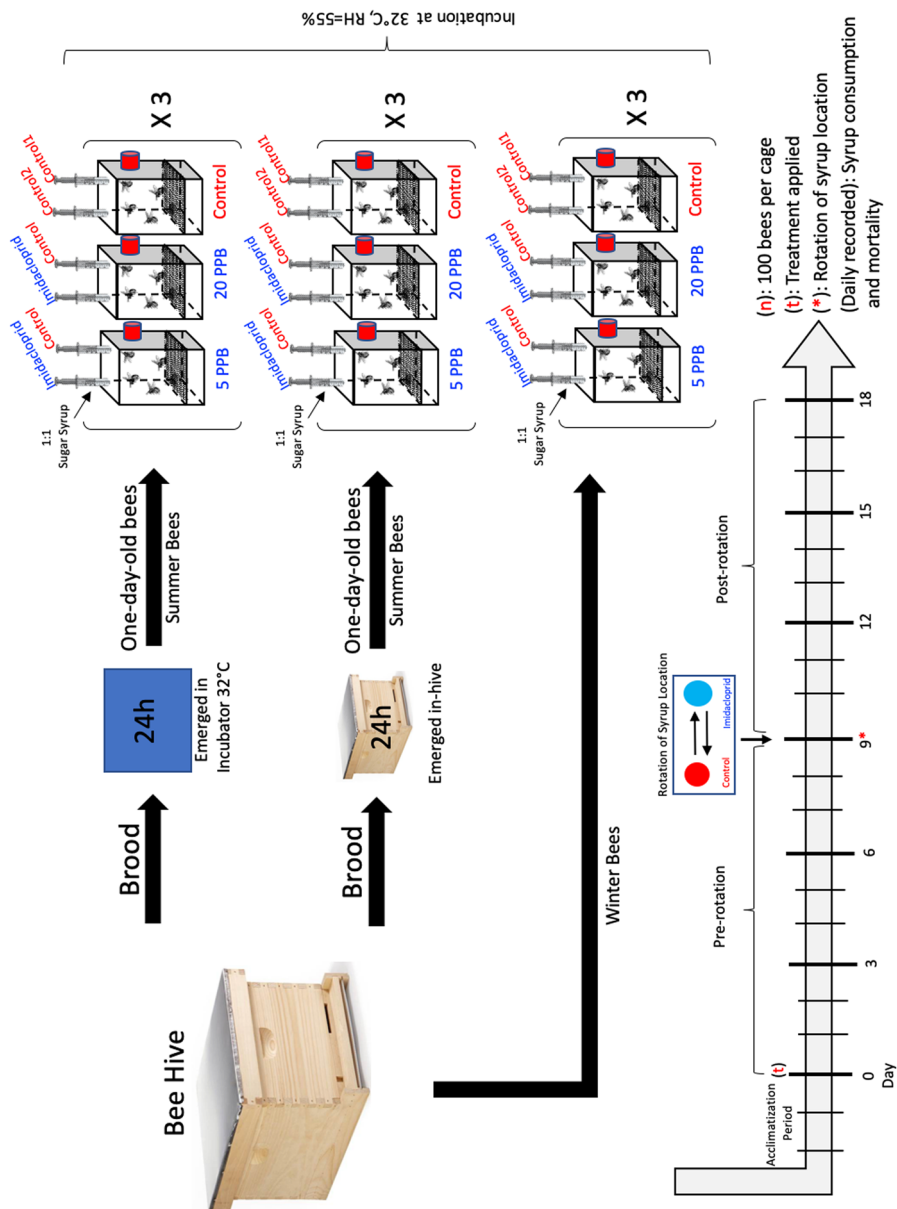 Bee Hive
Brood
24h
Emerged in
Incubator 32°C
One-day-old bees
Summer Bees
1:1
Sugar Syrup
Imidacloprid
Control
Imidacloprid
Control
Control2
Control1
5 PPB
20 PPB
Control
X 3
Brood
24h
Emerged in-hive
One-day-old bees
Summer Bees
1:1
Sugar Syrup
Imidacloprid
Control
Imidacloprid
Control
Control2
Control1
5 PPB
20 PPB
Control
X 3
Winter Bees
1:1
Sugar Syrup
Imidacloprid
Control
Imidacloprid
Control
Control2
Control1
5 PPB
20 PPB
Control
X 3
Incubation at 32°C, RH=55%
Acclimatization
Period
(t)
Pre-rotation
Rotation of Syrup Location
Control
Imidacloprid
Post-rotation
0
3
6
9*
12
15
18
Day
(n): 100 bees per cage
(t): Treatment applied
(*): Rotation of syrup location
(Daily recorded): Syrup consumption
and mortality